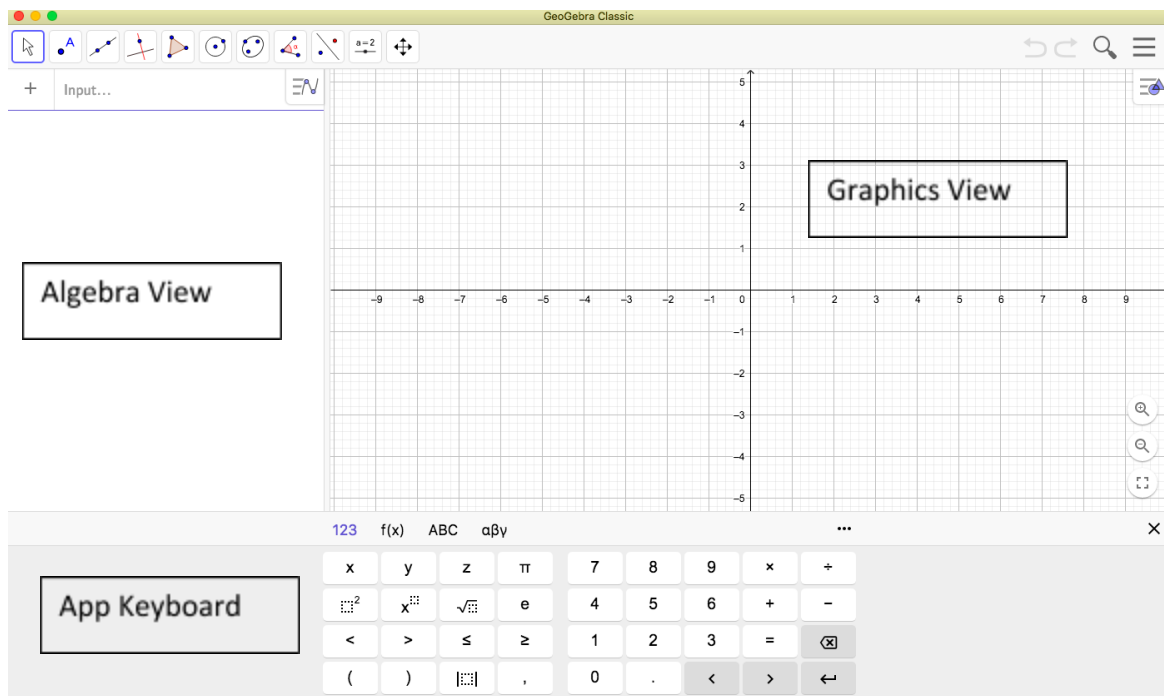 GeoGebra Classic
A
a=2
+ Input...
5
4
3
Graphics View
2
1
Algebra View
–9 –8 –7 –6 –5 –4 –3 –2 –1 0 1 2 3 4 5 6 7 8 9
–1
–2
–3
–4
–5
123 f(x) ABC αβγ ...
x y z π 7 8 9 × ÷
App Keyboard
² x √ e 4 5 6 + −
< > ≤ ≥ 1 2 3 =
( ) | | , 0 . < >